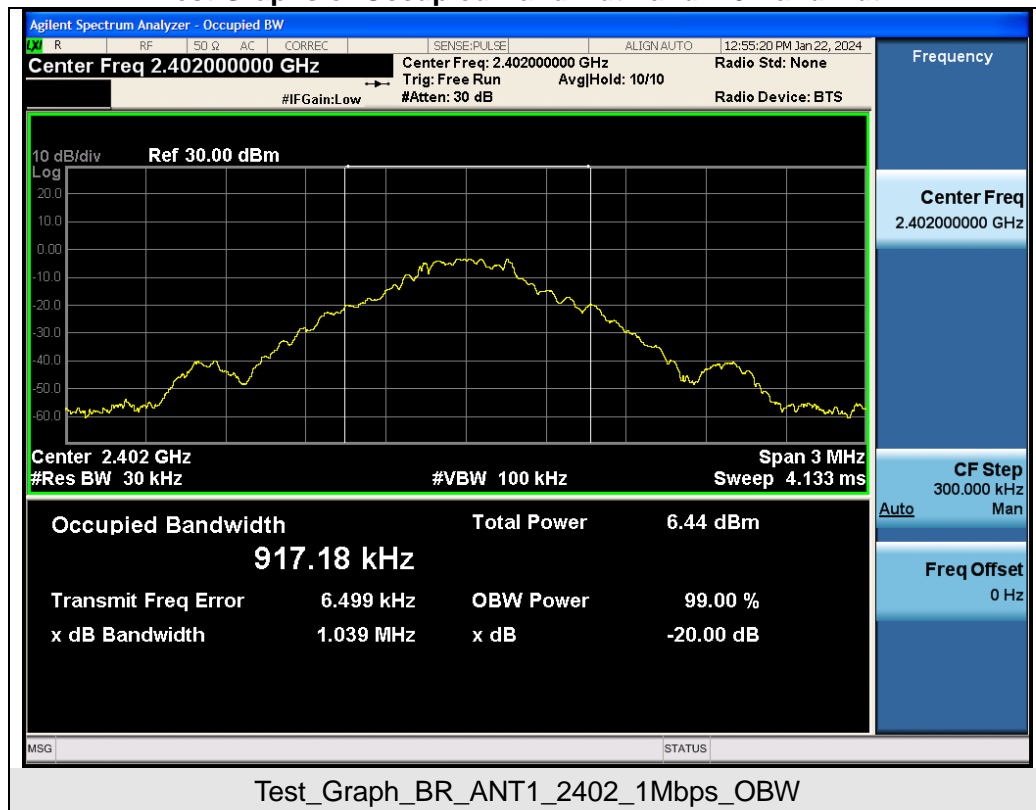 Agilent Spectrum Analyzer - Occupied BW
LXI R RF 50 Ω AC CORREC SENSE:PULSE ALIGN AUTO 12:55:20 PM Jan 22, 2024
Center Freq 2.402000000 GHz Center Freq: 2.402000000 GHz Radio Std: None
Trig: Free Run Avg|Hold: 10/10
#IFGain:Low #Atten: 30 dB Radio Device: BTS
Frequency
10 dB/div Ref 30.00 dBm
Log
20.0
10.0
0.00
-10.0
-20.0
-30.0
-40.0
-50.0
-60.0
Center 2.402 GHz Span 3 MHz
#Res BW 30 kHz #VBW 100 kHz Sweep 4.133 ms
Occupied Bandwidth Total Power 6.44 dBm
917.18 kHz
Transmit Freq Error 6.499 kHz OBW Power 99.00 %
x dB Bandwidth 1.039 MHz x dB -20.00 dB
Center Freq
2.402000000 GHz
CF Step
300.000 kHz
Auto Man
Freq Offset
0 Hz
MSG STATUS
Test_Graph_BR_ANT1_2402_1Mbps_OBW